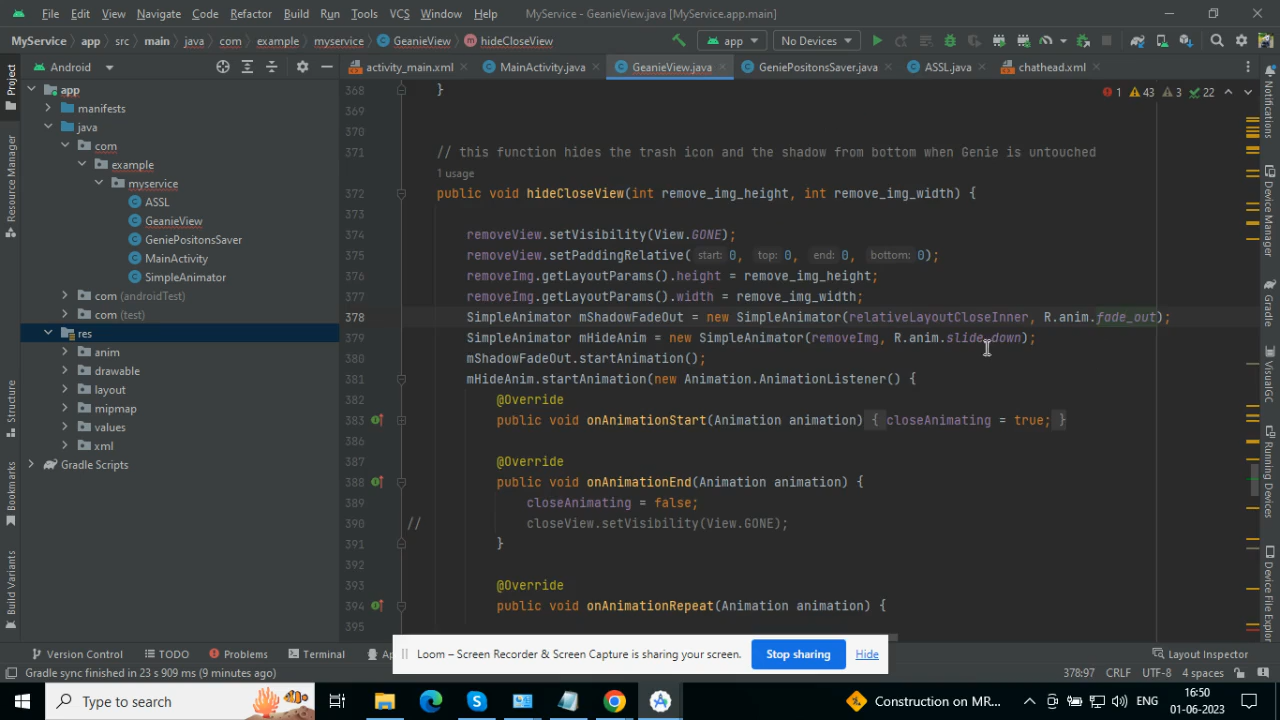 File Edit View Navigate Code Refactor Build Run Tools VCS Window Help MyService - GeanieView.java [MyService.app.main]
MyService app src main java com example myservice GeanieView hideCloseView app No Devices
Android activity_main.xml MainActivity.java GeanieView.java GeniePositonsSaver.java ASSL.java chathead.xml
Project
Resource Manager
Structure
Bookmarks
Build Variants
app
manifests
java
com
example
myservice
ASSL
GeanieView
GeniePositonsSaver
MainActivity
SimpleAnimator
com (androidTest)
com (test)
res
anim
drawable
layout
mipmap
values
xml
Gradle Scripts
1 43 3 22
368 }
369
370
371 // this function hides the trash icon and the shadow from bottom when Genie is untouched
1 usage
372 public void hideCloseView(int remove_img_height, int remove_img_width) {
373
374 removeView.setVisibility(View.GONE);
375 removeView.setPaddingRelative( start: 0, top: 0, end: 0, bottom: 0);
376 removeImg.getLayoutParams().height = remove_img_height;
377 removeImg.getLayoutParams().width = remove_img_width;
378 SimpleAnimator mShadowFadeOut = new SimpleAnimator(relativeLayoutCloseInner, R.anim.fade_out);
379 SimpleAnimator mHideAnim = new SimpleAnimator(removeImg, R.anim.slide_down);
380 mShadowFadeOut.startAnimation();
381 mHideAnim.startAnimation(new Animation.AnimationListener() {
382 @Override
383 public void onAnimationStart(Animation animation) { closeAnimating = true; }
386
387 @Override
388 public void onAnimationEnd(Animation animation) {
389 closeAnimating = false;
390 // closeView.setVisibility(View.GONE);
391 }
392
393 @Override
394 public void onAnimationRepeat(Animation animation) {
395
Notifications
Device Manager
Gradle
VisualGC
Running Devices
Device File Explorer
Loom – Screen Recorder & Screen Capture is sharing your screen. Stop sharing Hide
Version Control TODO Problems Terminal Layout Inspector
Gradle sync finished in 23 s 909 ms (9 minutes ago) 378:97 CRLF UTF-8 4 spaces
Type here to search Construction on MR... ENG 16:50
01-06-2023